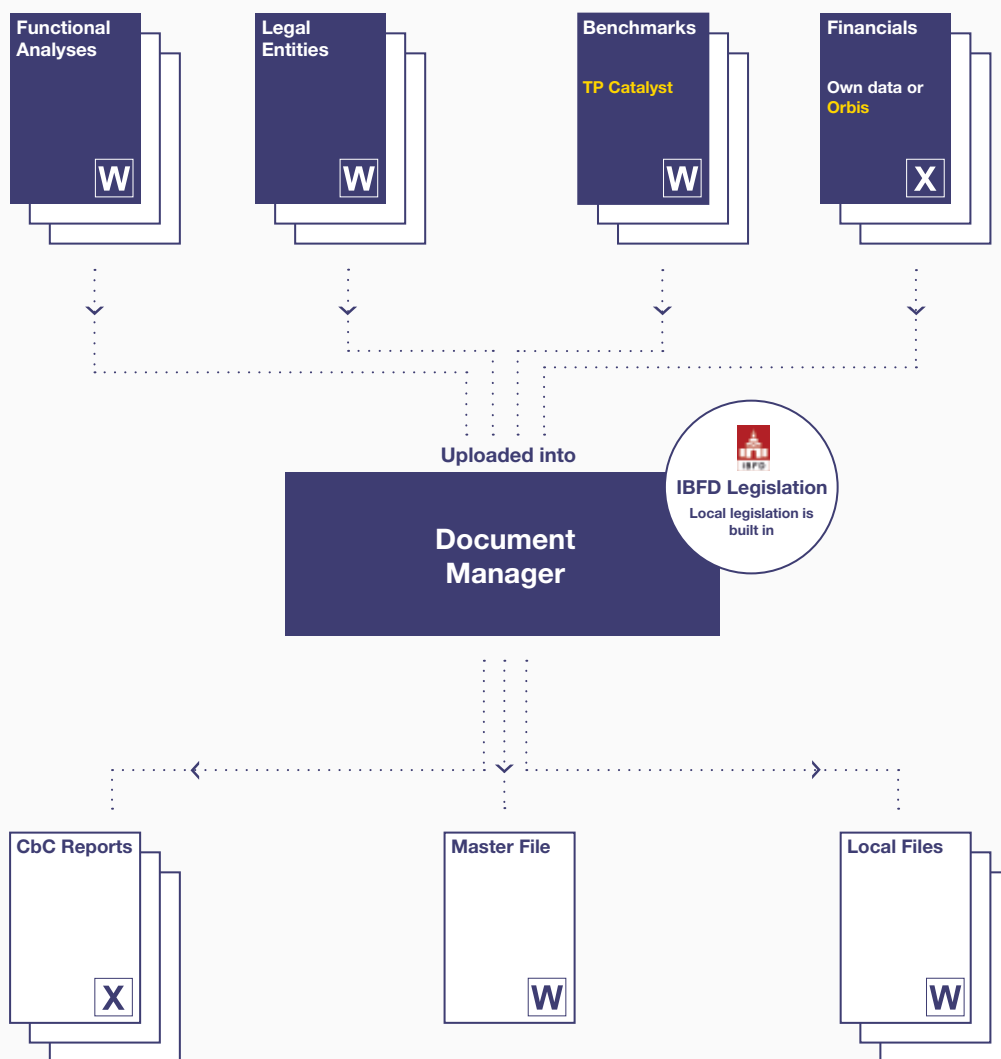 Functional
Analyses
W
Legal
Entities
W
Benchmarks
TP Catalyst
W
Financials
Own data or
Orbis
X
Uploaded into
Document
Manager
IBFD
IBFD Legislation
Local legislation is
built in
CbC Reports
X
Master File
W
Local Files
W